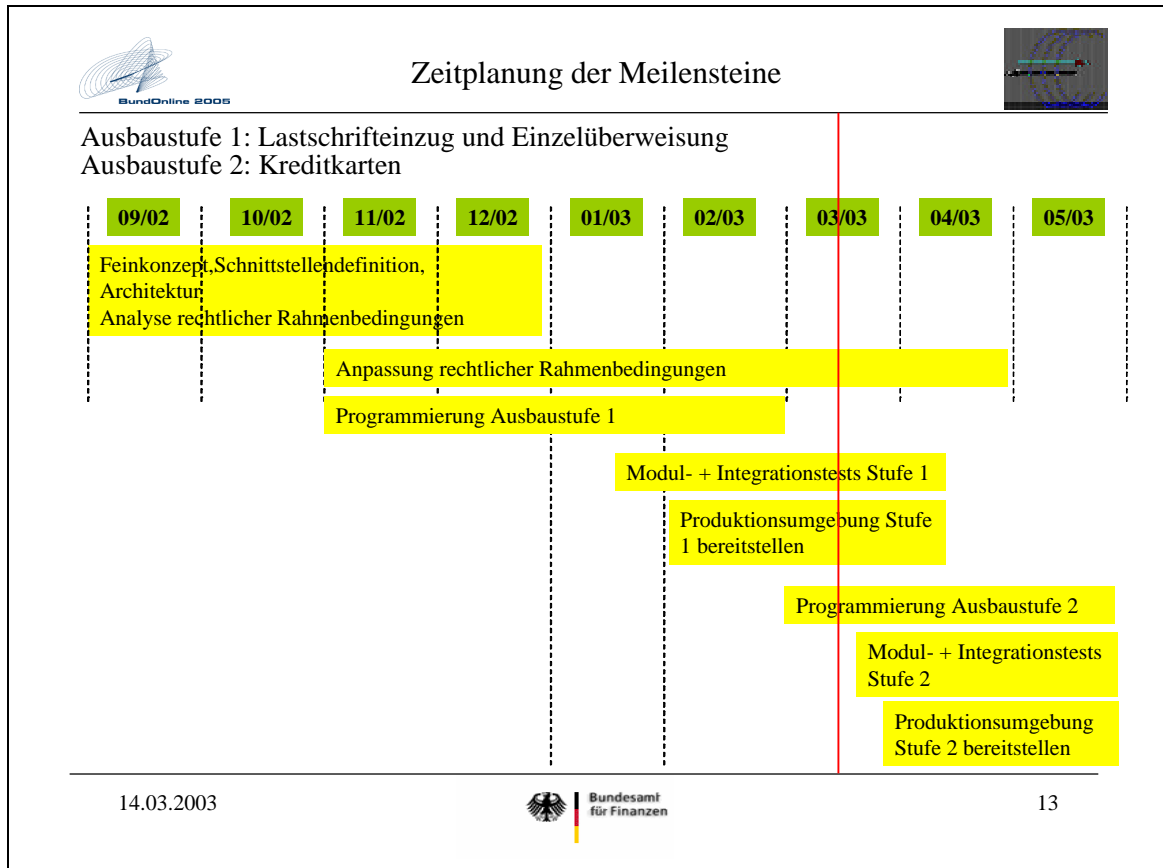 BundOnline 2005
Zeitplanung der Meilensteine
Ausbaustufe 1: Lastschrifteinzug und Einzelüberweisung
Ausbaustufe 2: Kreditkarten
09/02 10/02 11/02 12/02 01/03 02/03 03/03 04/03 05/03
Feinkonzept,Schnittstellendefinition,
Architektur
Analyse rechtlicher Rahmenbedingungen
Anpassung rechtlicher Rahmenbedingungen
Programmierung Ausbaustufe 1
Modul- + Integrationstests Stufe 1
Produktionsumgebung Stufe
1 bereitstellen
Programmierung Ausbaustufe 2
Modul- + Integrationstests
Stufe 2
Produktionsumgebung
Stufe 2 bereitstellen
14.03.2003
Bundesamt
für Finanzen
13